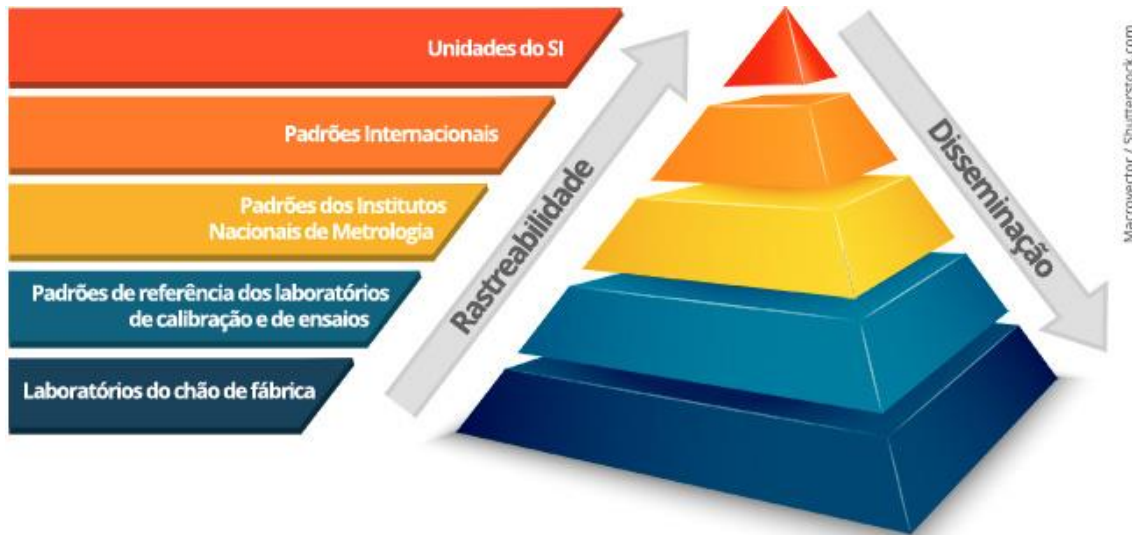 Unidades do SI
Padrões Internacionais
Padrões dos Institutos
Nacionais de Metrologia
Padrões de referência dos laboratórios
de calibração e de ensaios
Laboratórios do chão de fábrica
Rastreabilidade
Disseminação
Macrovector / Shutterstock.com